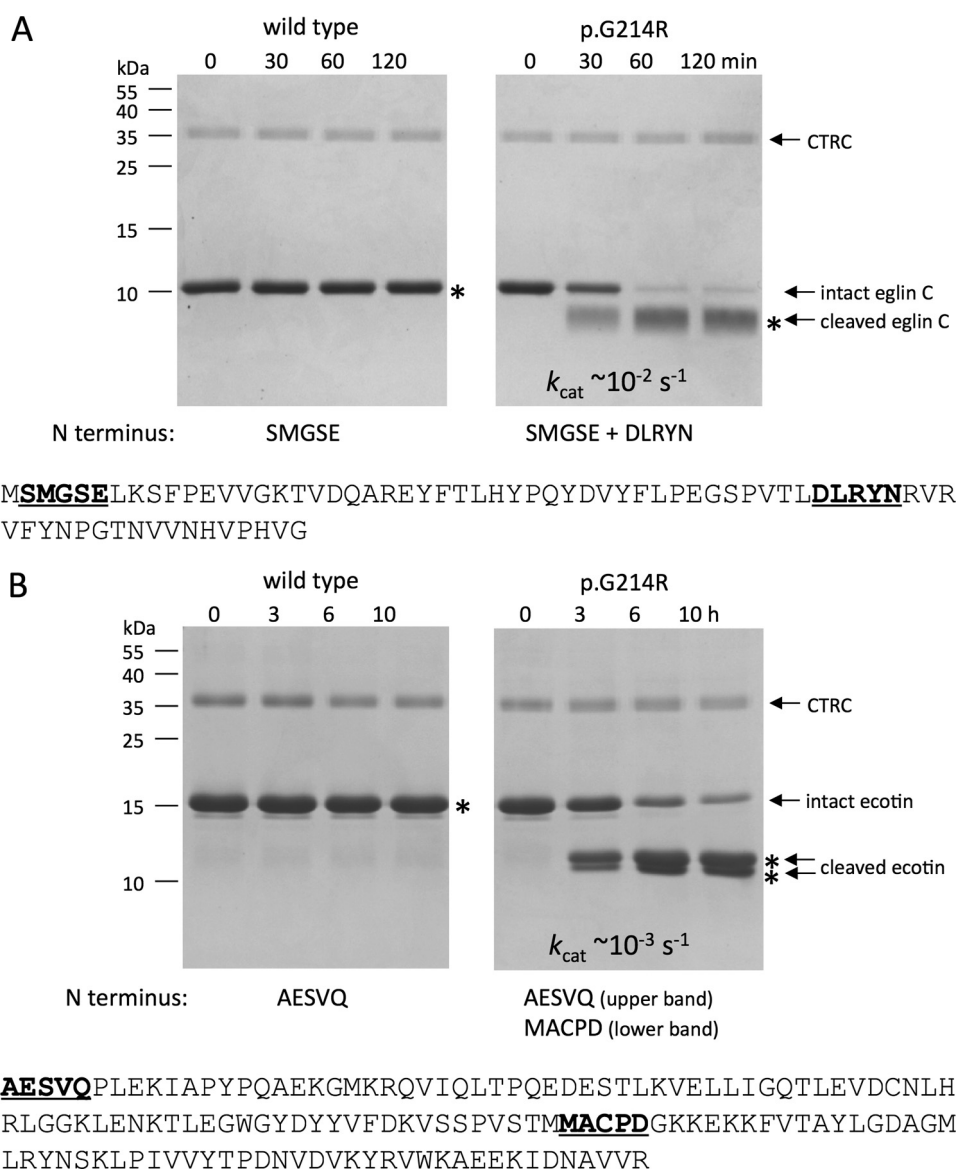 A
wild type
p.G214R
kDa
0 30 60 120
0 30 60 120 min
55
40
35
25
15
10
CTRC
*
intact eglin C
* cleaved eglin C
kcat ~10-2 s-1
N terminus: SMGSE SMGSE + DLRYN
MSMGSELKSFPEVVGKTVDQAREYFTLHYPQYDVYFLPEGSPVTLDLRYNRVR
VFYNPGTNVVNHVPHVG
B
wild type
p.G214R
kDa
0 3 6 10
0 3 6 10 h
55
40
35
25
15
10
CTRC
*
intact ecotin
*
* cleaved ecotin
kcat ~10-3 s-1
N terminus: AESVQ AESVQ (upper band)
MACPD (lower band)
AESVQPLEKIAPYPQAEKGMKRQVIQLTPQEDESTLKVELLIGQTLEVDCNLH
RLGGKLENKTLEGWGYDYYVFDKVSSPVSTMMACPDGKKEKKFVTAYLGDAGM
LRYNSKLPIVVYTPDNVDVKYRVWKAEEKIDNAVVR